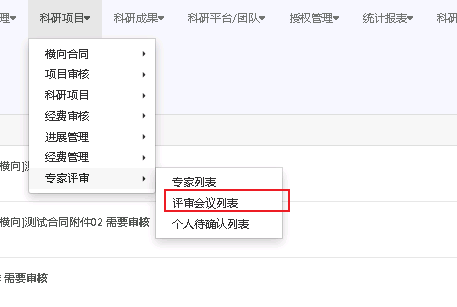 理▾ 科研项目▾ 科研成果▾ 科研平台/团队▾ 授权管理▾ 统计报表▾ 科研
横向合同
项目审核
科研项目
经费审核
进展管理
经费管理
专家评审
横向]测
专家列表
评审会议列表
个人待确认列表
横向]测试合同附件02 需要审核
需要审核